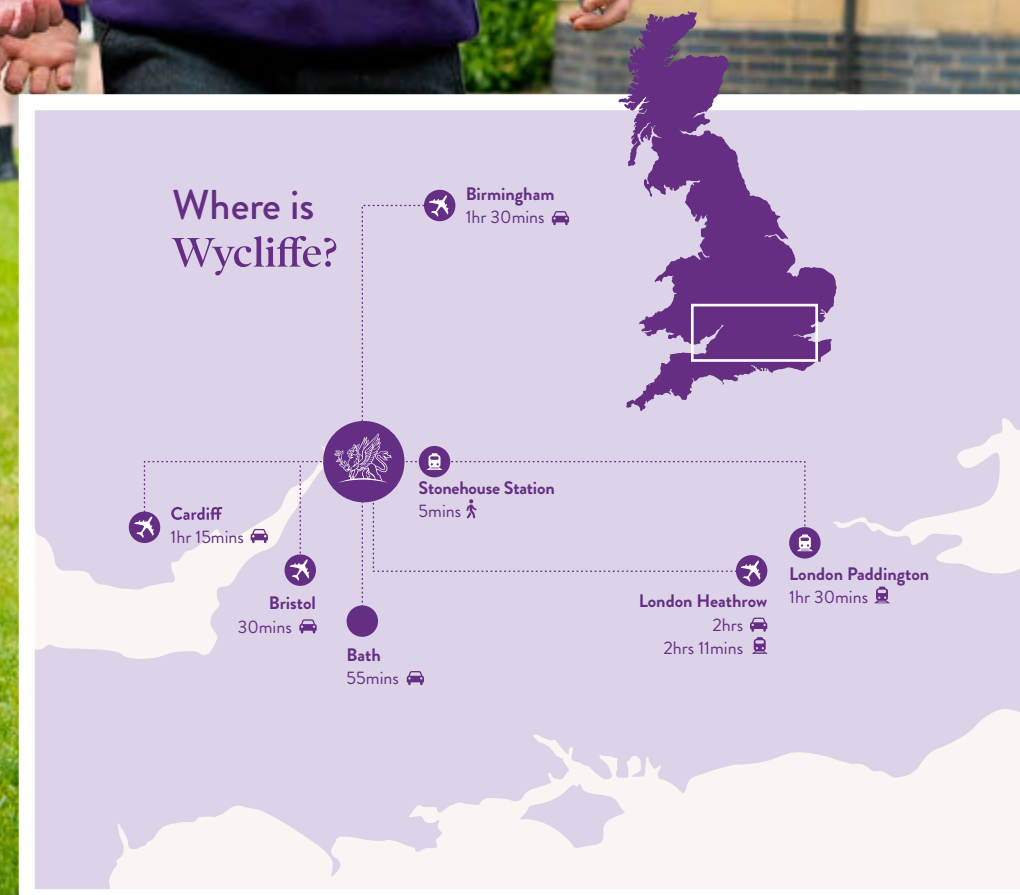 Where is
Wycliffe?
Birmingham
1hr 30mins
Stonehouse Station
5mins
Cardiff
1hr 15mins
Bristol
30mins
Bath
55mins
London Heathrow
2hrs
2hrs 11mins
London Paddington
1hr 30mins